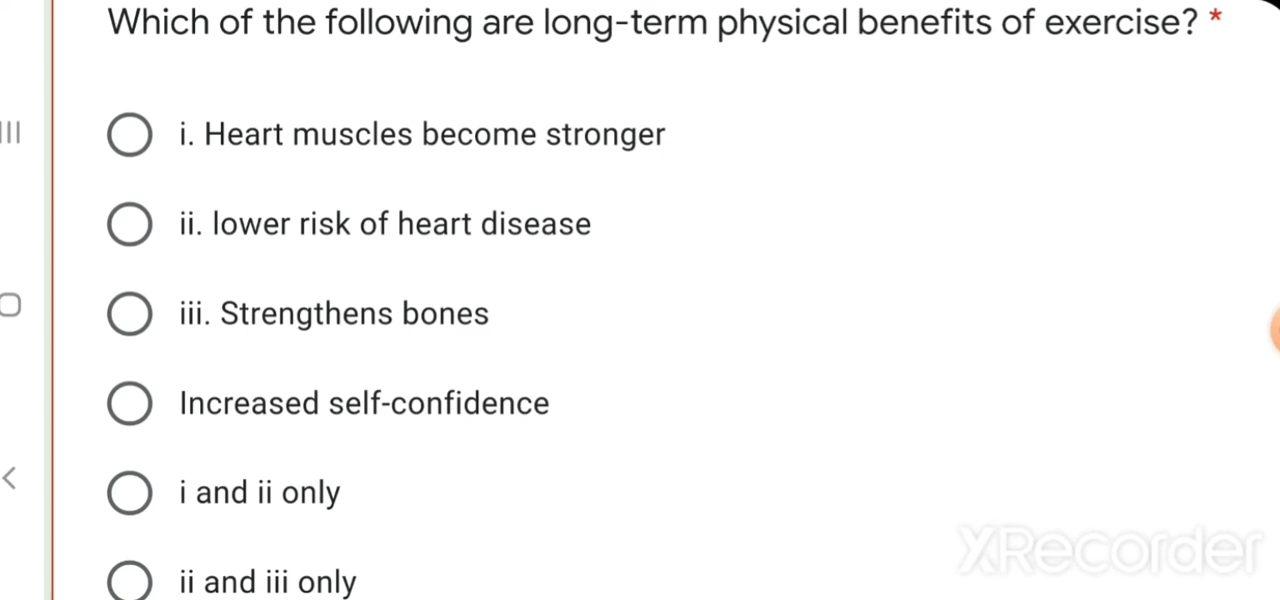 Which of the following are long-term physical benefits of exercise? *
i. Heart muscles become stronger
ii. lower risk of heart disease
iii. Strengthens bones
Increased self-confidence
i and ii only
XRecorder
ii and iii only